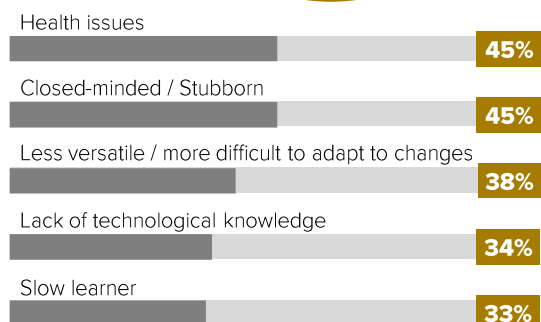 Health issues
45%
Closed-minded / Stubborn
45%
Less versatile / more difficult to adapt to changes
38%
Lack of technological knowledge
34%
Slow learner
33%